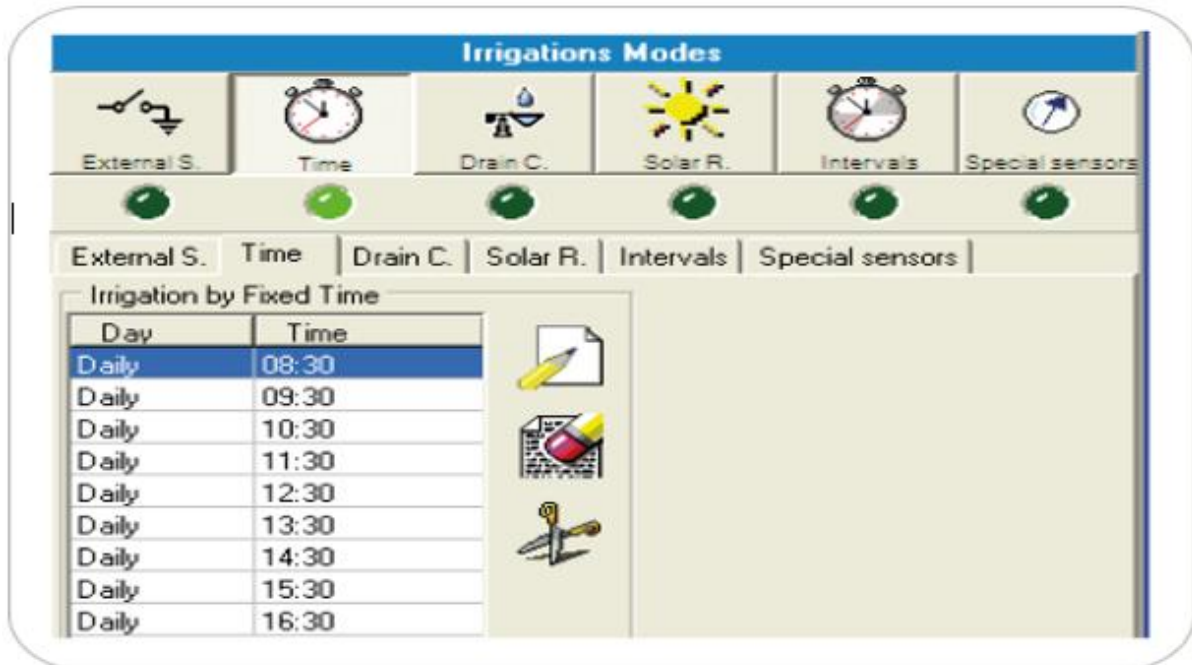 Irrigations Modes
External S. Time Drain C. Solar R. Intervals Special sensors
External S. Time Drain C. Solar R. Intervals Special sensors
Irrigation by Fixed Time
Day Time
Daily 08:30
Daily 09:30
Daily 10:30
Daily 11:30
Daily 12:30
Daily 13:30
Daily 14:30
Daily 15:30
Daily 16:30